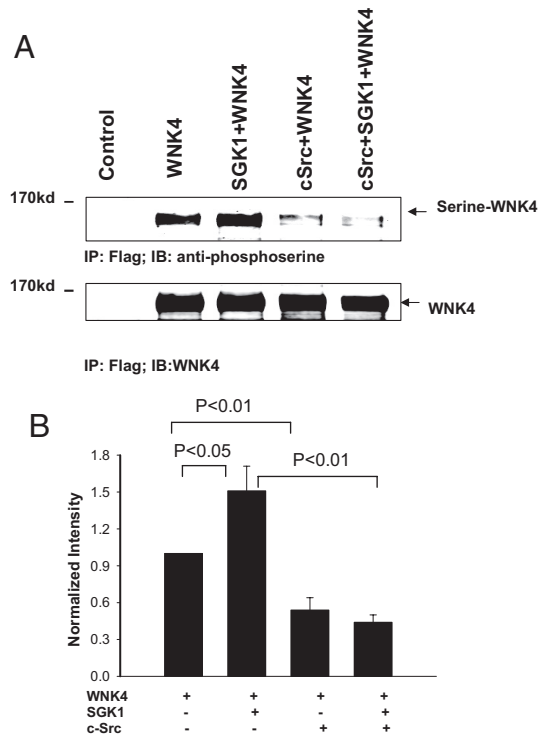 A
Control
WNK4
SGK1+WNK4
cSrc+WNK4
cSrc+SGK1+WNK4
170kd
Serine-WNK4
IP: Flag; IB: anti-phosphoserine
170kd
WNK4
IP: Flag; IB:WNK4
B
P<0.01
P<0.05
P<0.01
Normalized Intensity
1.8
1.5
1.2
0.9
0.6
0.3
0.0
WNK4 + + + +
SGK1 - + - +
c-Src - - + +